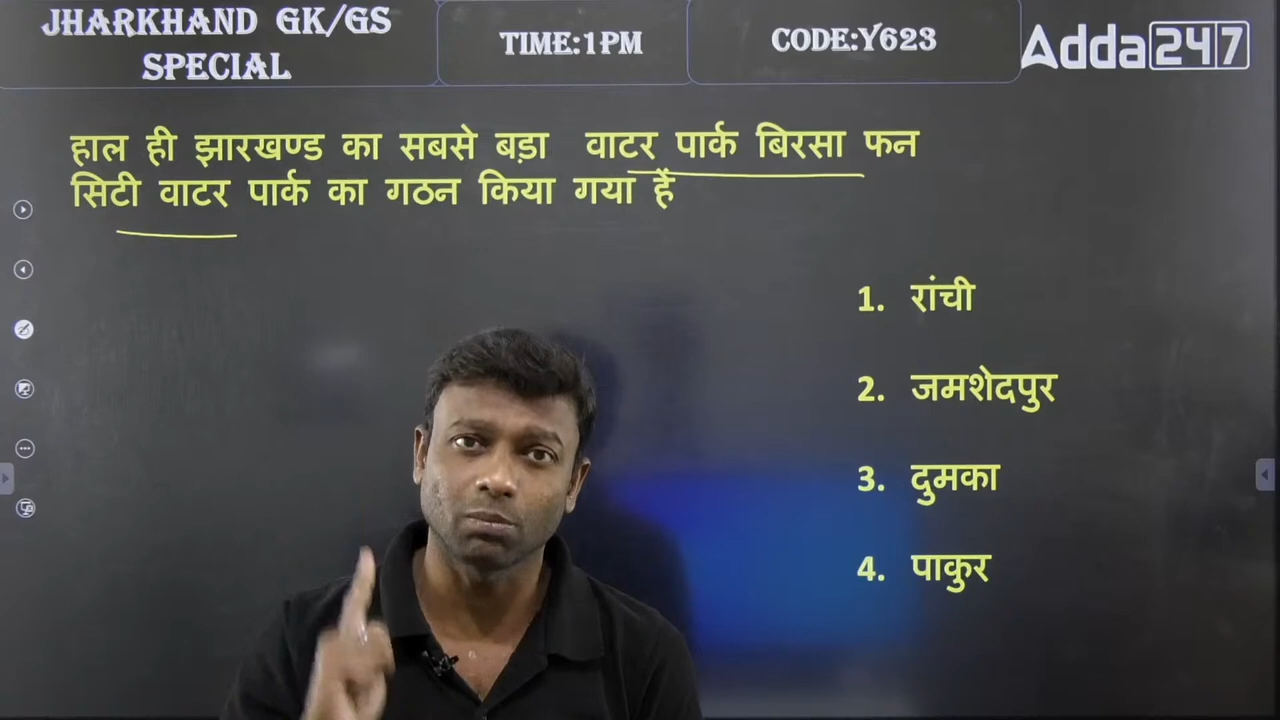 JHARKHAND GK/GS
SPECIAL
TIME:1PM
CODE:Y623
Adda247
हाल ही झारखण्ड का सबसे बड़ा वाटर पार्क बिरसा फन
सिटी वाटर पार्क का गठन किया गया हैं
1. रांची
2. जमशेदपुर
3. दुमका
4. पाकुर